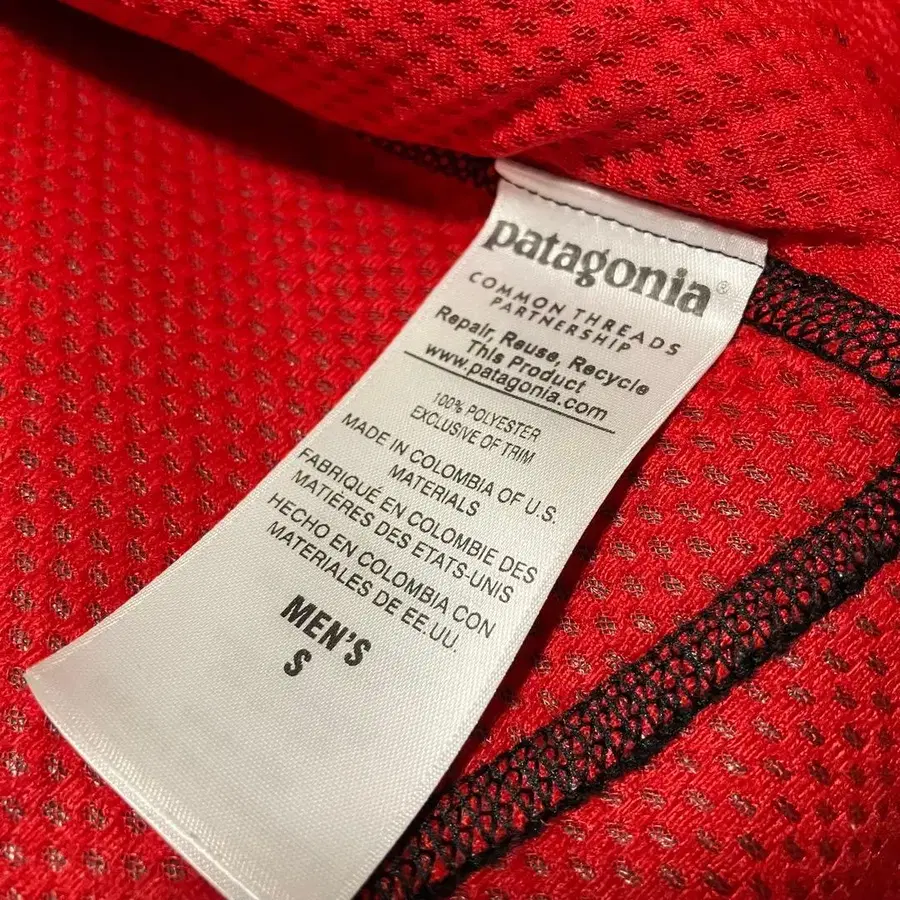 patagonia®
COMMON THREADS
PARTNERSHIP
Repair, Reuse, Recycle
This Product
www.patagonia.com
100% POLYESTER
EXCLUSIVE OF TRIM
MADE IN COLOMBIA OF U.S.
MATERIALS
FABRIQUÉ EN COLOMBIE DES
MATIÈRES DES ETATS-UNIS
HECHO EN COLOMBIA CON
MATERIALES DE EE.UU.
MEN'S
S